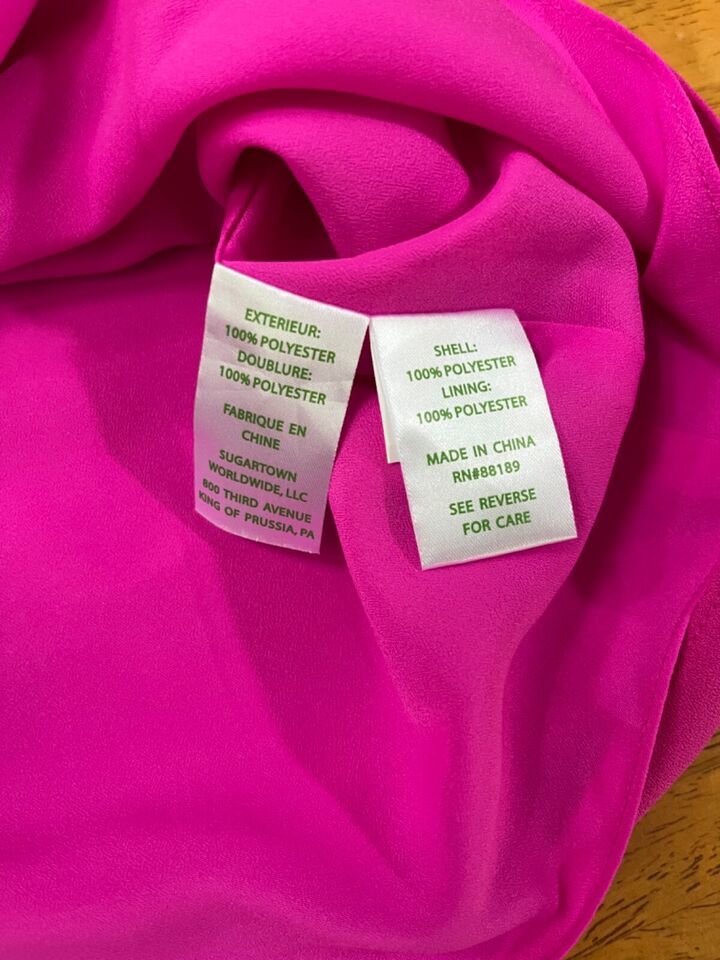 EXTERIEUR:
100% POLYESTER
DOUBLURE:
100% POLYESTER
FABRIQUE EN
CHINE
SUGARTOWN
WORLDWIDE, LLC
800 THIRD AVENUE
KING OF PRUSSIA, PA
SHELL:
100% POLYESTER
LINING:
100% POLYESTER
MADE IN CHINA
RN#88189
SEE REVERSE
FOR CARE